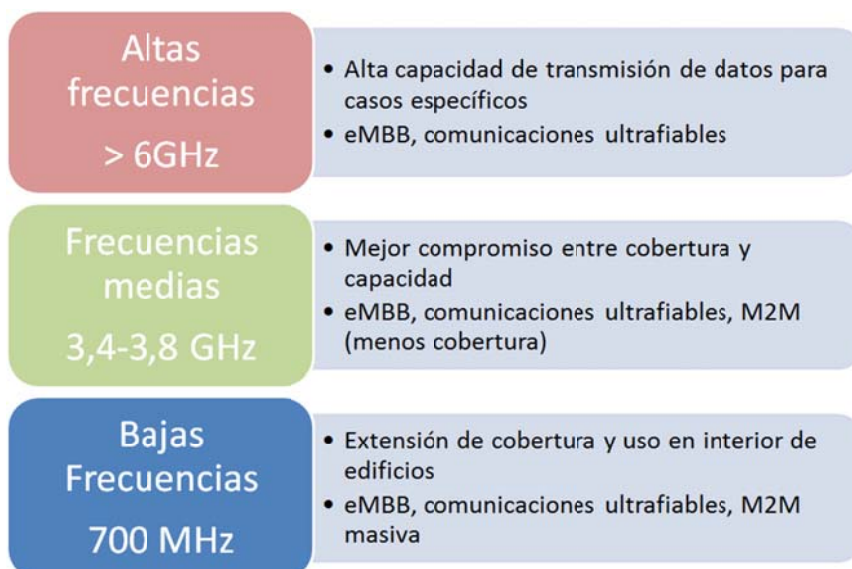 Altas
frecuencias
> 6GHz
• Alta capacidad de transmisión de datos para
casos específicos
• eMBB, comunicaciones ultrafiables
Frecuencias
medias
3,4-3,8 GHz
• Mejor compromiso entre cobertura y
capacidad
• eMBB, comunicaciones ultrafiables, M2M
(menos cobertura)
Bajas
Frecuencias
700 MHz
• Extensión de cobertura y uso en interior de
edificios
• eMBB, comunicaciones ultrafiables, M2M
masiva